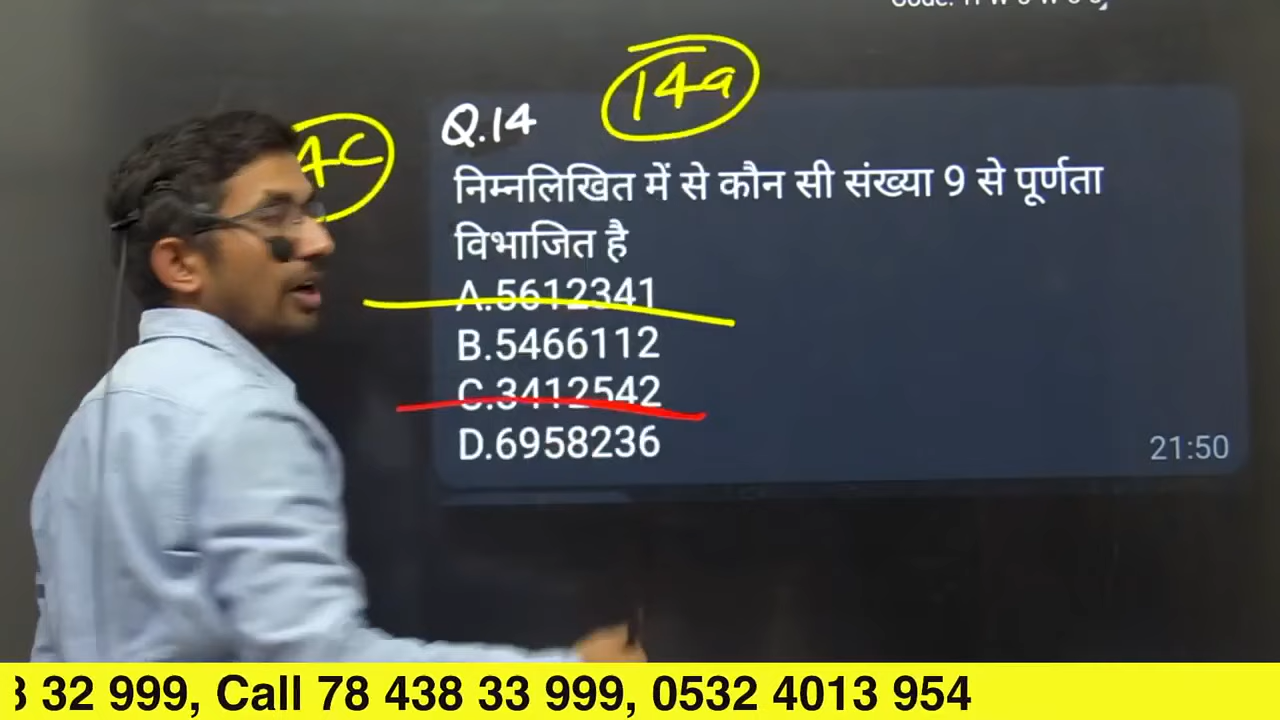 14a
4C
Q.14
निम्नलिखित में से कौन सी संख्या 9 से पूर्णता
विभाजित है
A.5612341
B.5466112
C.3412542
D.6958236
21:50
32 999, Call 78 438 33 999, 0532 4013 954